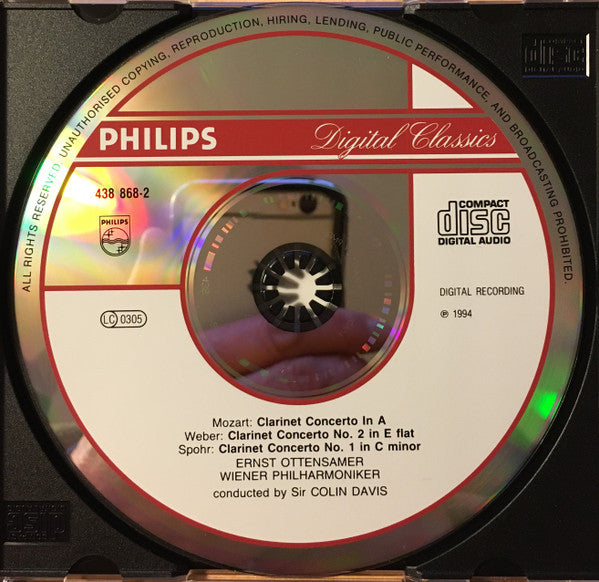 ALL RIGHTS RESERVED. UNAUTHORISED COPYING, REPRODUCTION, HIRING, LENDING, PUBLIC PERFORMANCE, AND BROADCASTING PROHIBITED.
PHILIPS Digital Classics
438 868-2
PHILIPS
COMPACT
disc
DIGITAL AUDIO
DIGITAL RECORDING
LC 0305
℗ 1994
Mozart: Clarinet Concerto In A
Weber: Clarinet Concerto No. 2 in E flat
Spohr: Clarinet Concerto No. 1 in C minor
ERNST OTTENSAMER
WIENER PHILHARMONIKER
conducted by Sir COLIN DAVIS